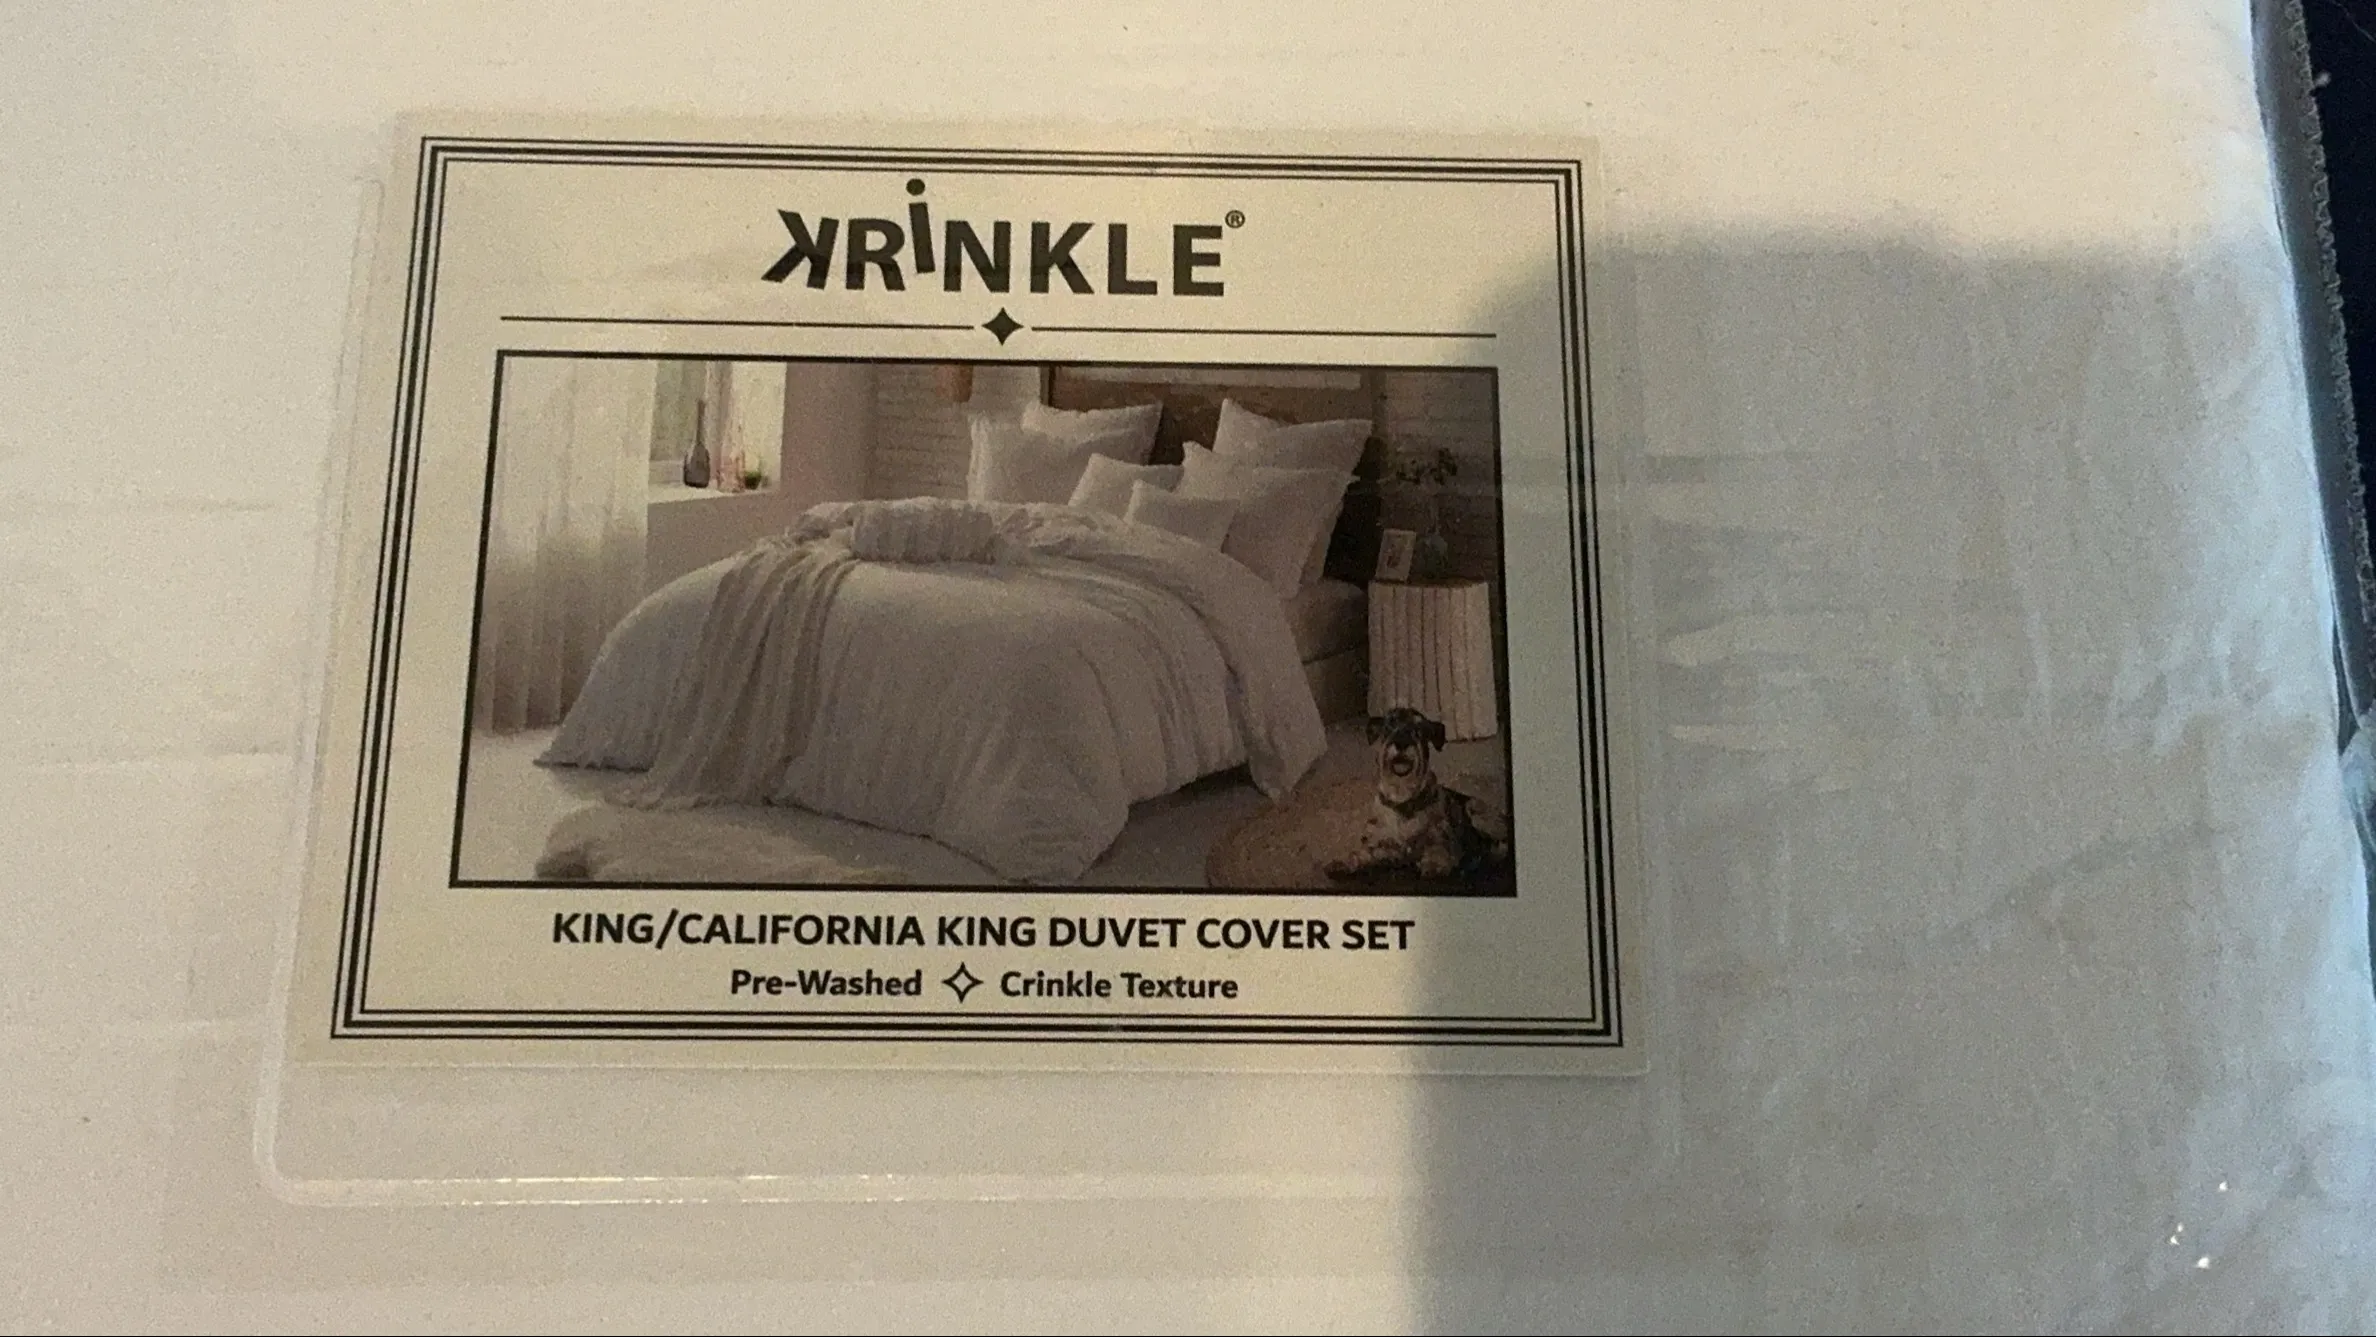 KRiNKLE®
KING/CALIFORNIA KING DUVET COVER SET
Pre-Washed ✧ Crinkle Texture